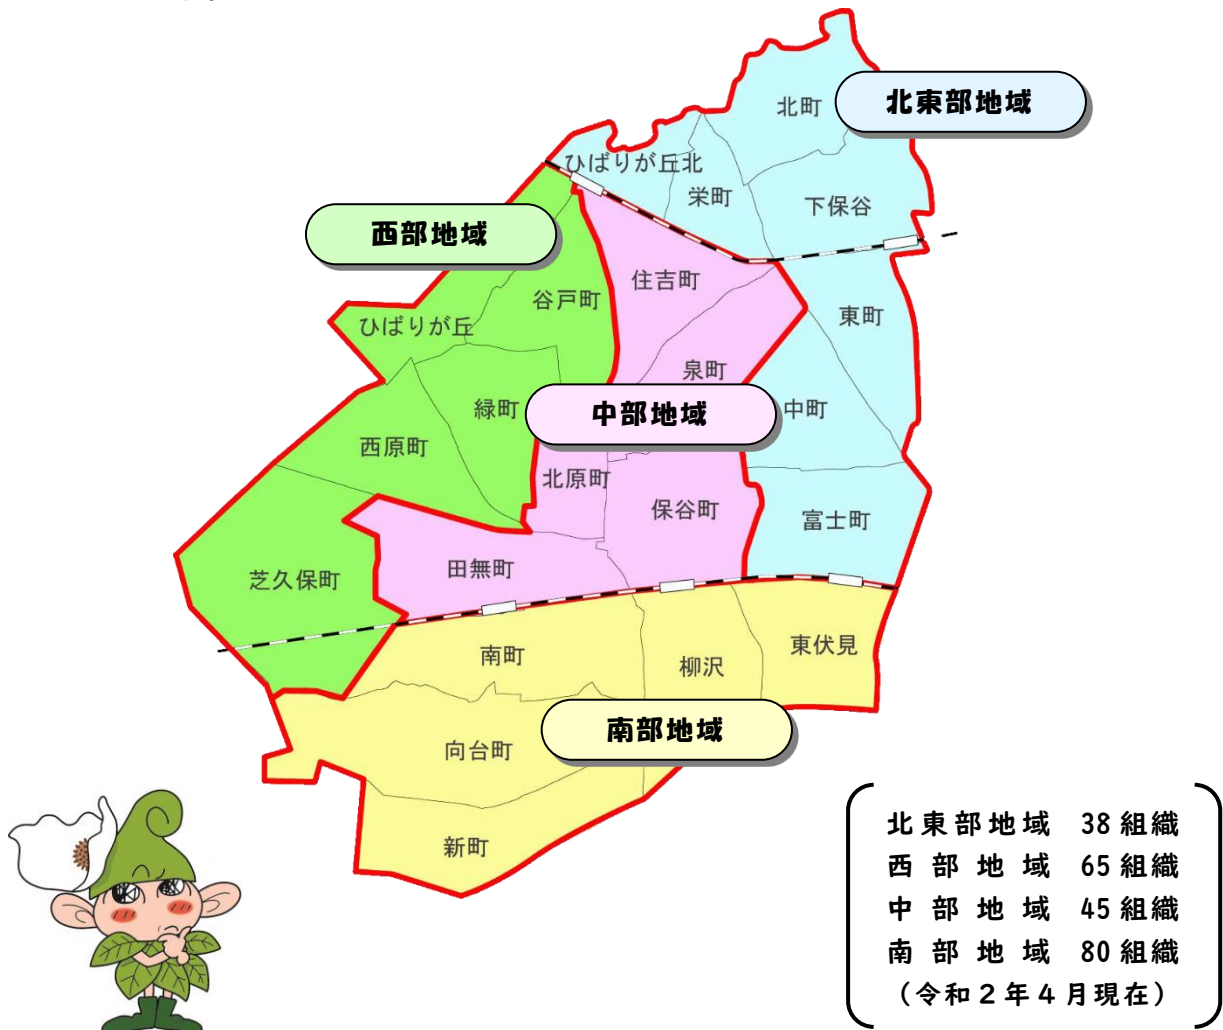 北町
北東部地域
ひばりが丘北
栄町
下保谷
西部地域
住吉町
谷戸町
東町
ひばりが丘
泉町
緑町
中部地域
中町
西原町
北原町
保谷町
富士町
田無町
芝久保町
東伏見
南町
柳沢
南部地域
向台町
新町
北東部地域 38組織
西部地域 65組織
中部地域 45組織
南部地域 80組織
（令和２年４月現在）